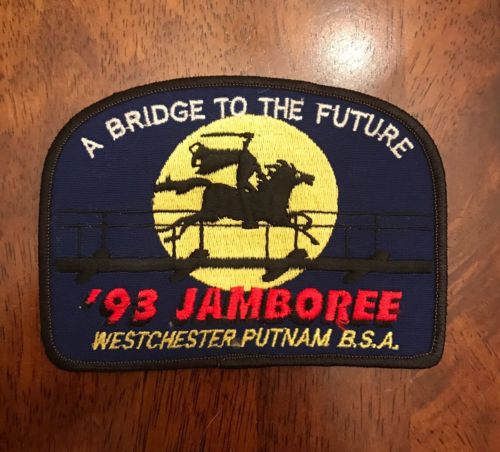 A BRIDGE TO THE FUTURE
'93 JAMBOREE
WESTCHESTER PUTNAM B.S.A.